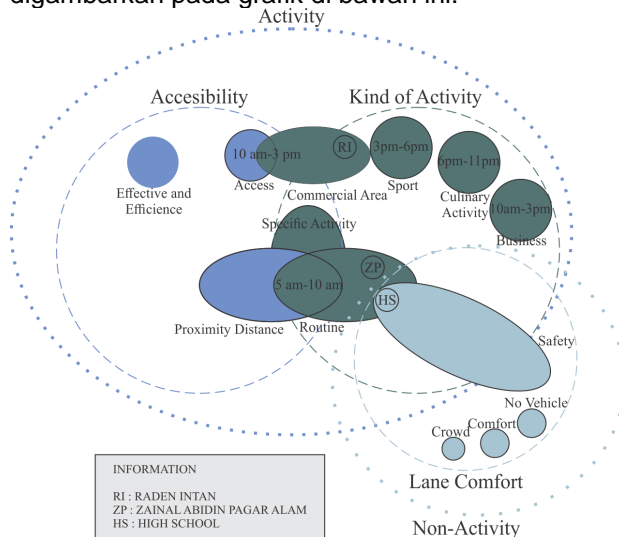 digambarkan pada grafik di bawah ini.
Activity
Accesibility
Kind of Activity
10 am-3 pm
RI
3pm-6pm
6pm-11pm
10am-3pm
Effective and
Efficience
Access
Commercial Area
Sport
Culinary
Activity
Business
Specific Activity
ZP
5 am-10 am
HS
Proximity Distance
Routine
Safety
No Vehicle
Comfort
Crowd
Lane Comfort
Non-Activity
INFORMATION
RI : RADEN INTAN
ZP : ZAINAL ABIDIN PAGAR ALAM
HS : HIGH SCHOOL